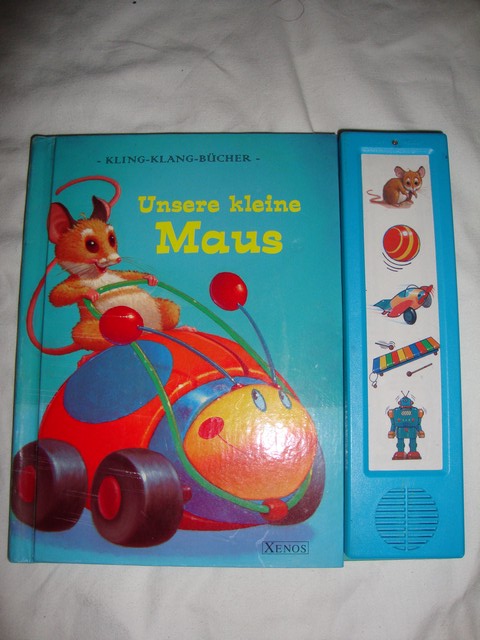 - KLING-KLANG-BÜCHER -
Unsere kleine
Maus
XENOS